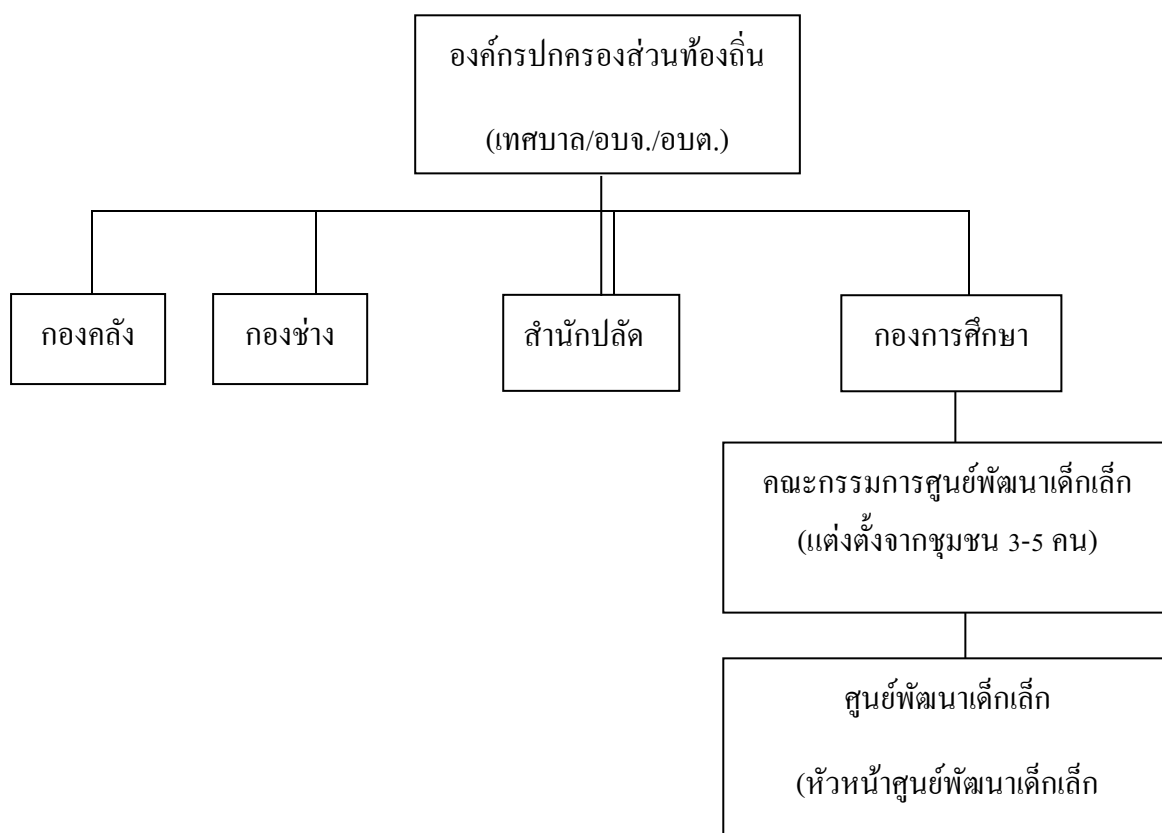 องค์กรปกครองส่วนท้องถิ่น
(เทศบาล/อบจ./อบต.)
กองคลัง
กองช่าง
สำนักปลัด
กองการศึกษา
คณะกรรมการศูนย์พัฒนาเด็กเล็ก
(แต่งตั้งจากชุมชน 3-5 คน)
ศูนย์พัฒนาเด็กเล็ก
(หัวหน้าศูนย์พัฒนาเด็กเล็ก